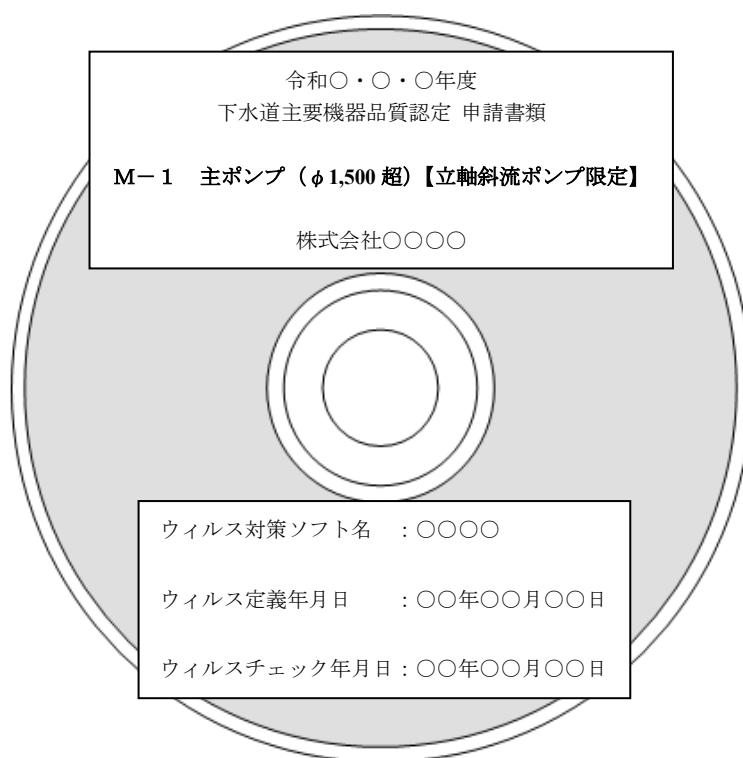 令和○・○・○年度
下水道主要機器品質認定 申請書類
M-1 主ポンプ(φ1,500 超)【立軸斜流ポンプ限定】
株式会社○○○○
ウィルス対策ソフト名 :○○○○
ウィルス定義年月日 :○○年○○月○○日
ウィルスチェック年月日:○○年○○月○○日